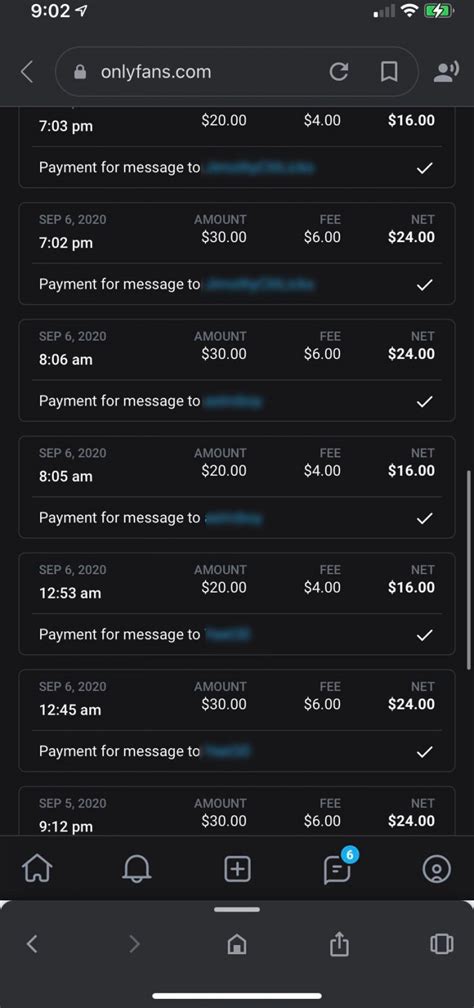 9:02
onlyfans.com
7:03 pm $20.00 $4.00 $16.00
Payment for message to
SEP 6, 2020 AMOUNT FEE NET
7:02 pm $30.00 $6.00 $24.00
Payment for message to
SEP 6, 2020 AMOUNT FEE NET
8:06 am $30.00 $6.00 $24.00
Payment for message to
SEP 6, 2020 AMOUNT FEE NET
8:05 am $20.00 $4.00 $16.00
Payment for message to
SEP 6, 2020 AMOUNT FEE NET
12:53 am $20.00 $4.00 $16.00
Payment for message to
SEP 6, 2020 AMOUNT FEE NET
12:45 am $30.00 $6.00 $24.00
Payment for message to
SEP 5, 2020 AMOUNT FEE NET
9:12 pm $30.00 $6.00 $24.00
6